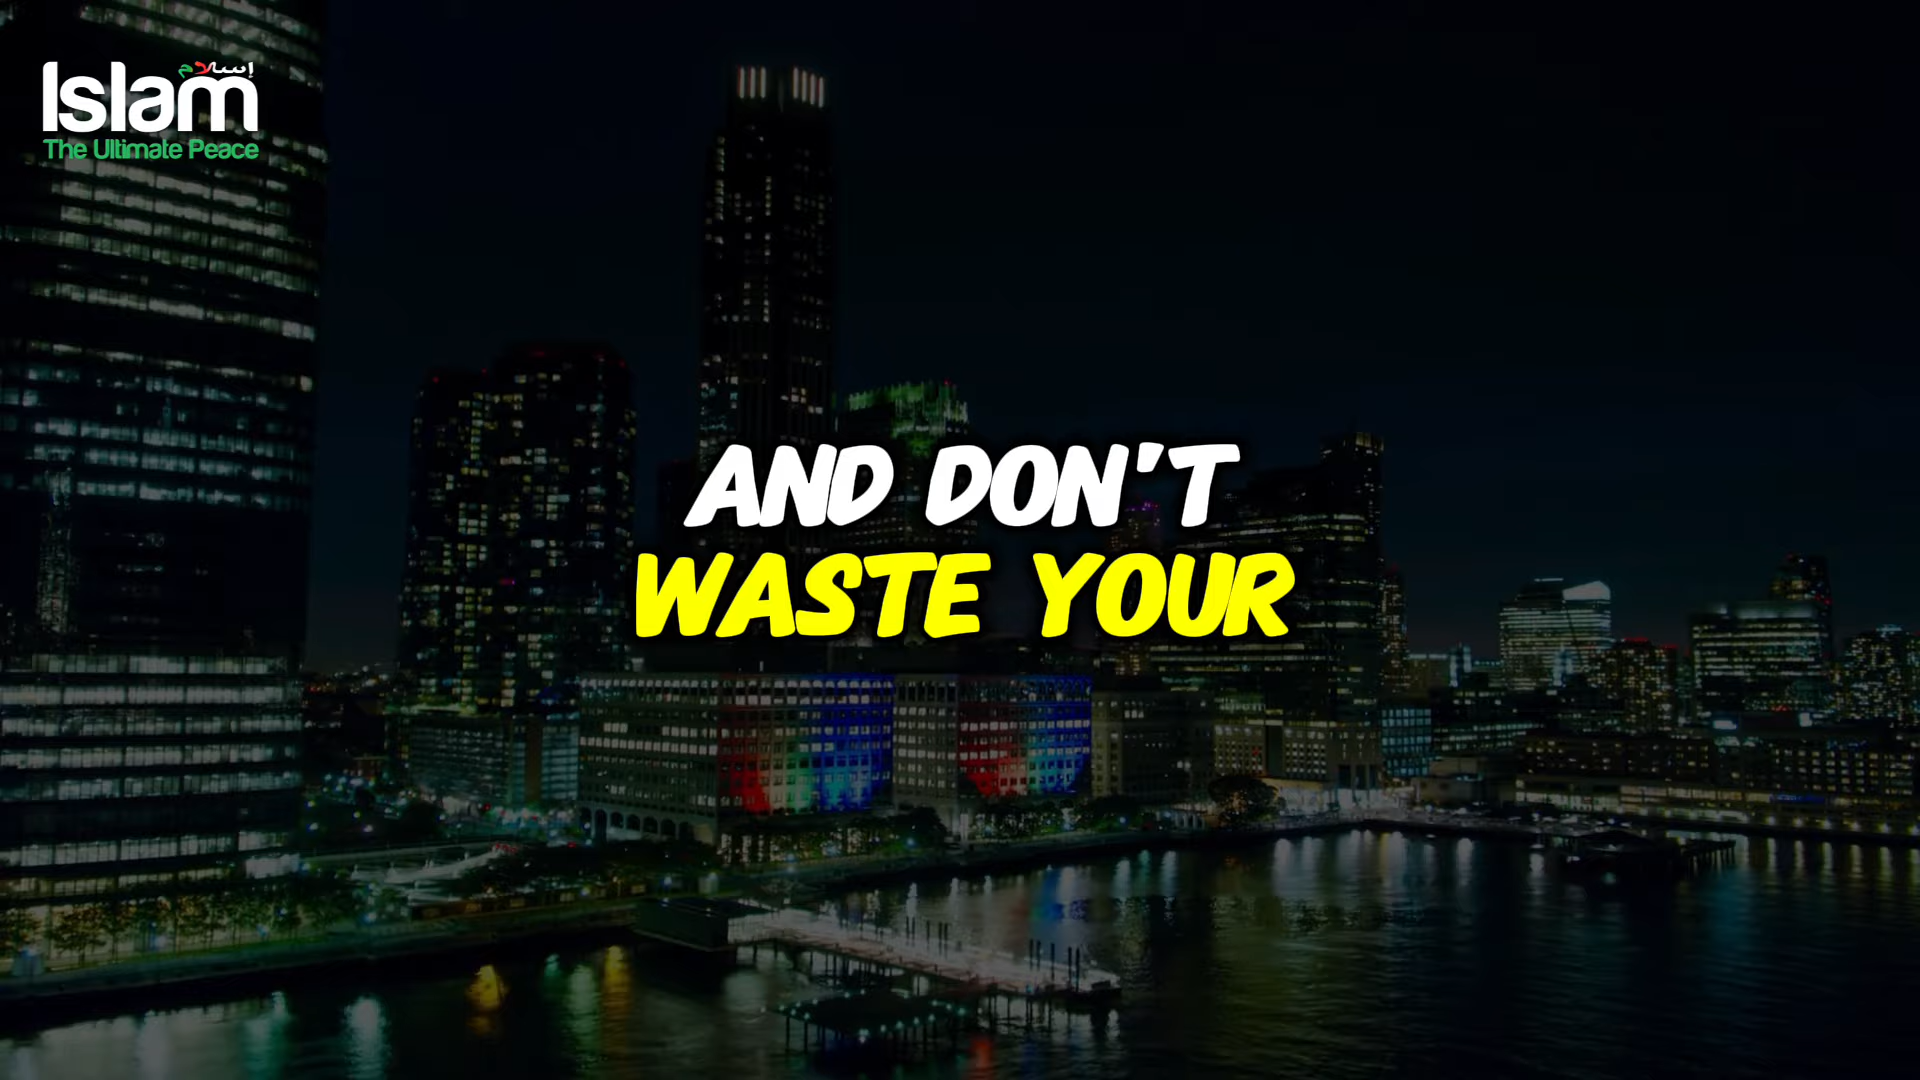 إسلام
Islam
The Ultimate Peace
AND DON'T
WASTE YOUR